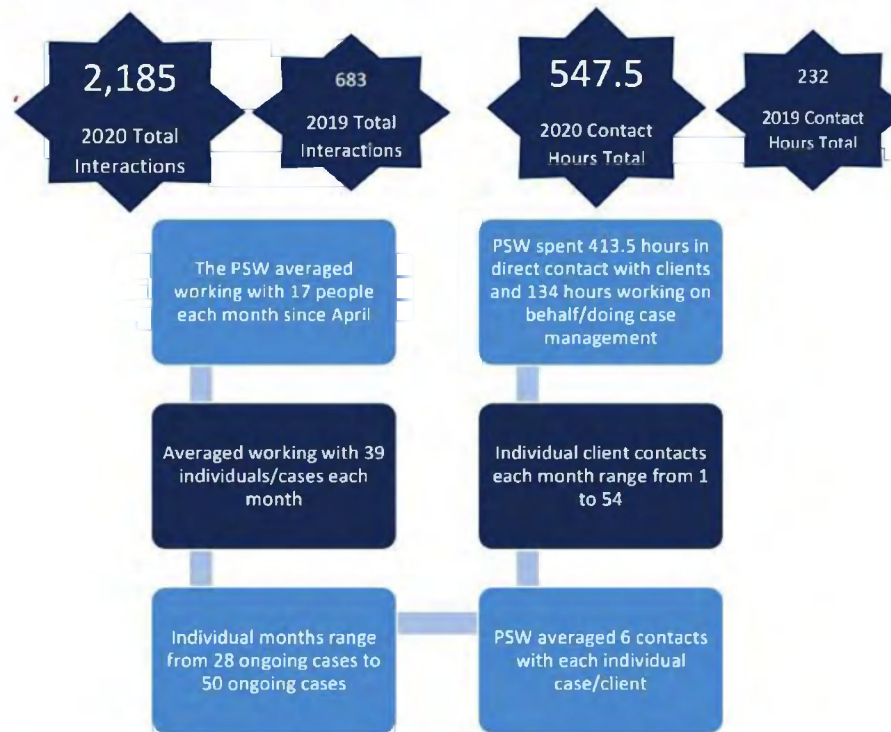 2,185
2020 Total
Interactions
683
2019 Total
Interactions
547.5
2020 Contact
Hours Total
232
2019 Contact
Hours Total
The PSW averaged
working with 17 people
each month since April
PSW spent 413.5 hours in
direct contact with clients
and 134 hours working on
behalf/doing case
management
Averaged working with 39
individuals/cases each
month
Individual client contacts
each month range from 1
to 54
Individual months range
from 28 ongoing cases to
50 ongoing cases
PSW averaged 6 contacts
with each individual
case/client